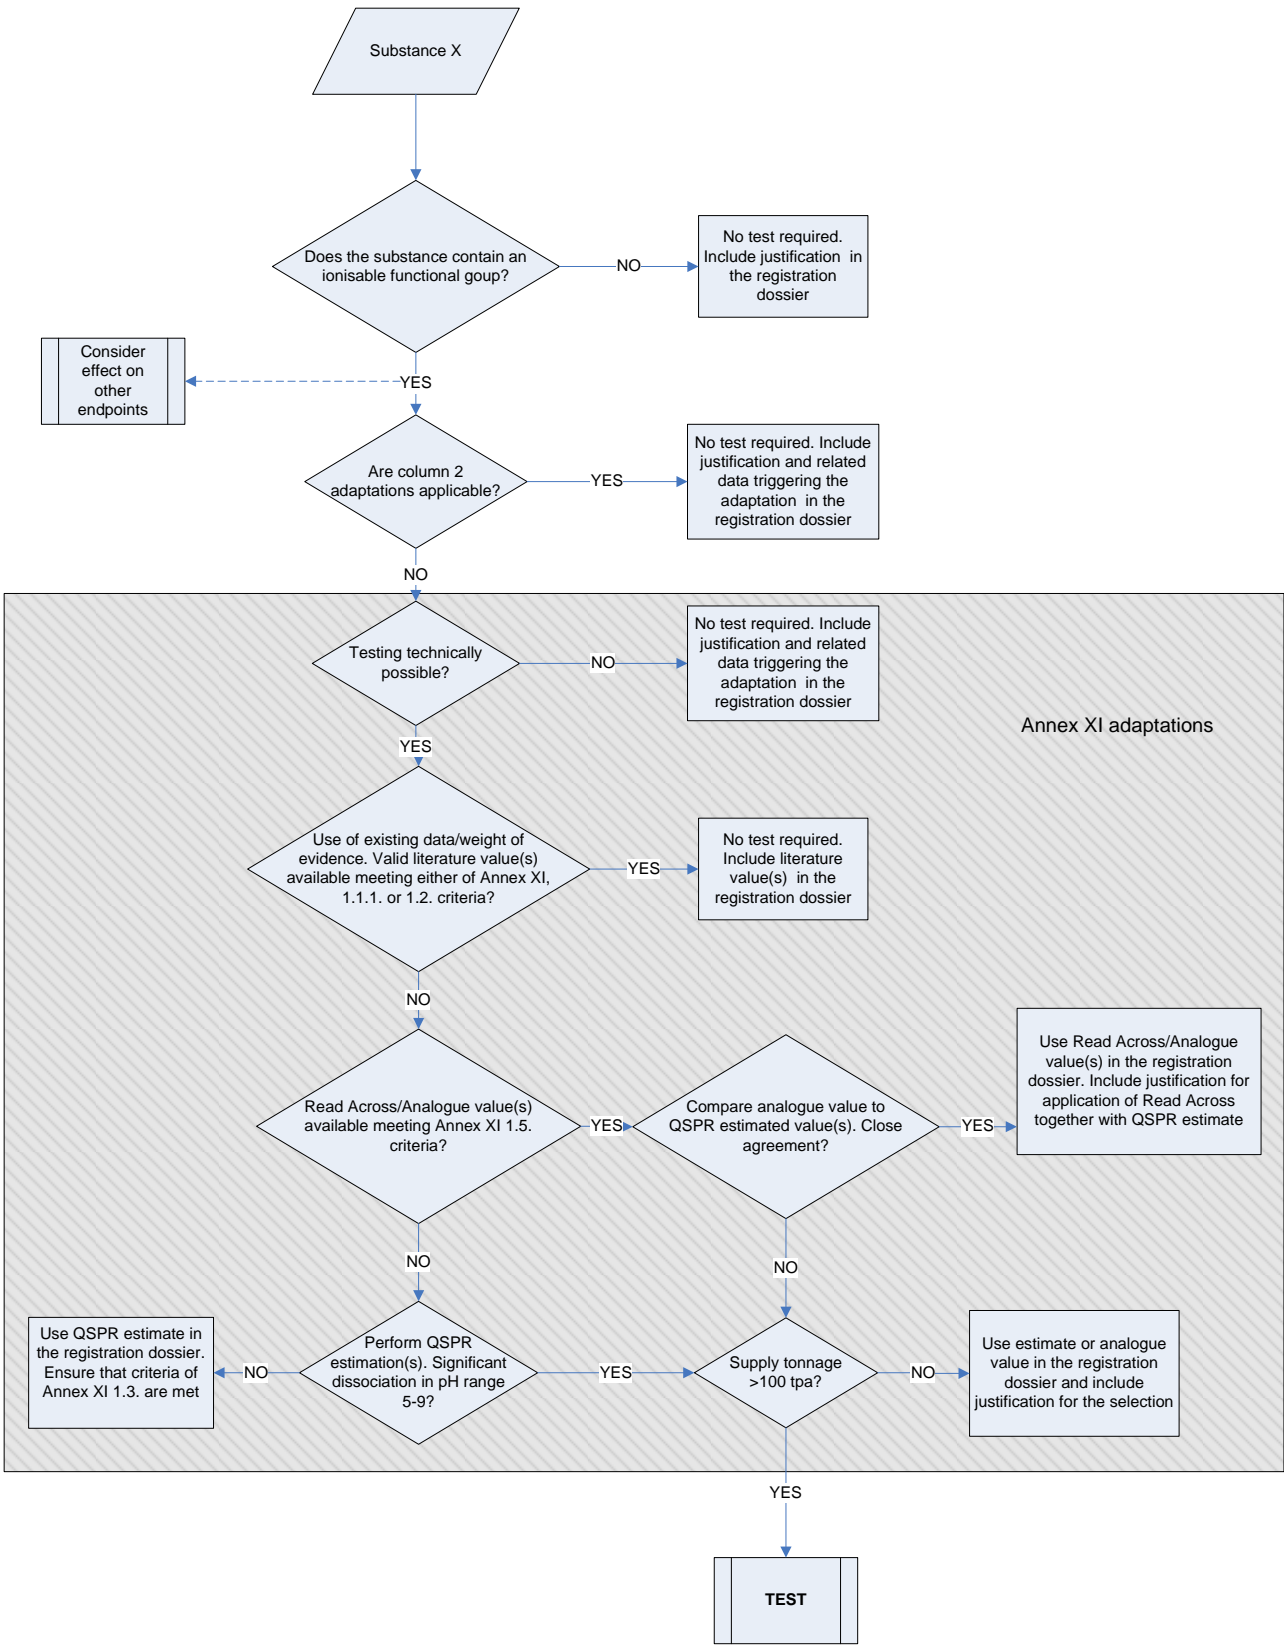 Substance X
Does the substance contain an
ionisable functional goup?
NO
No test required.
Include justification in
the registration
dossier
Consider
effect on
other
endpoints
YES
Are column 2
adaptations applicable?
YES
No test required. Include
justification and related
data triggering the
adaptation in the
registration dossier
NO
Testing technically
possible?
NO
No test required. Include
justification and related
data triggering the
adaptation in the
registration dossier
Annex XI adaptations
YES
Use of existing data/weight of
evidence. Valid literature value(s)
available meeting either of Annex XI,
1.1.1. or 1.2. criteria?
YES
No test required.
Include literature
value(s) in the
registration dossier
NO
Read Across/Analogue value(s)
available meeting Annex XI 1.5.
criteria?
YES
Compare analogue value to
QSPR estimated value(s). Close
agreement?
YES
Use Read Across/Analogue
value(s) in the registration
dossier. Include justification for
application of Read Across
together with QSPR estimate
NO
NO
Use QSPR estimate in
the registration dossier.
Ensure that criteria of
Annex XI 1.3. are met
NO
Perform QSPR
estimation(s). Significant
dissociation in pH range
5-9?
YES
Supply tonnage
>100 tpa?
NO
Use estimate or analogue
value in the registration
dossier and include
justification for the selection
YES
TEST